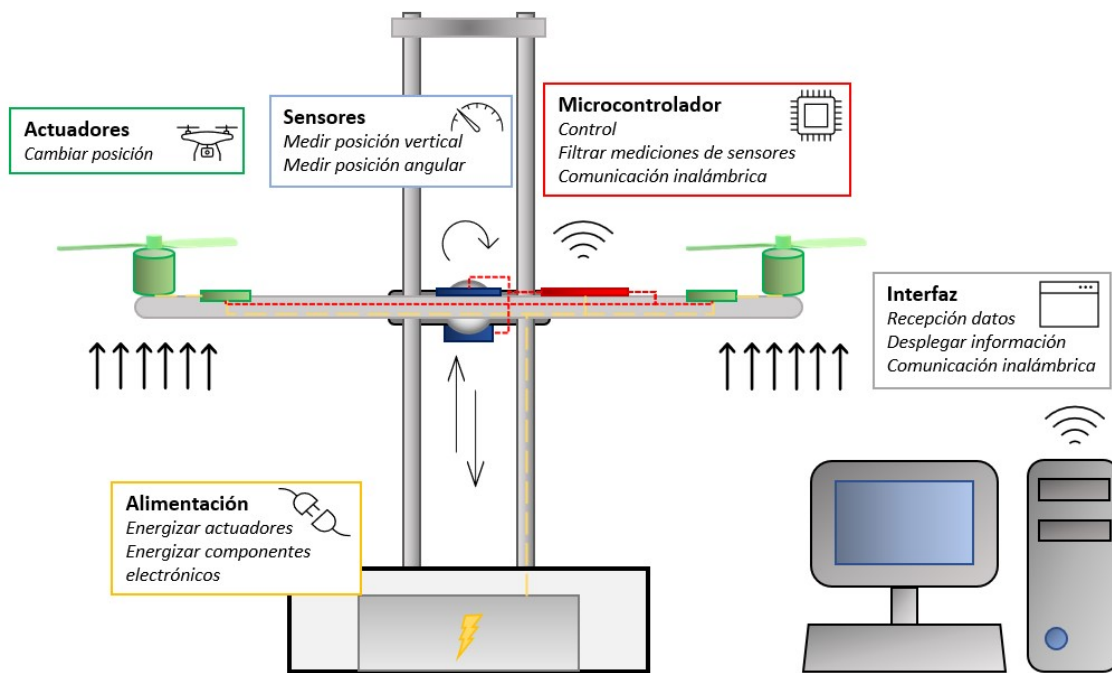 Actuadores
Cambiar posición
Sensores
Medir posición vertical
Medir posición angular
Microcontrolador
Control
Filtrar mediciones de sensores
Comunicación inalámbrica
Interfaz
Recepción datos
Desplegar información
Comunicación inalámbrica
Alimentación
Energizar actuadores
Energizar componentes
electrónicos